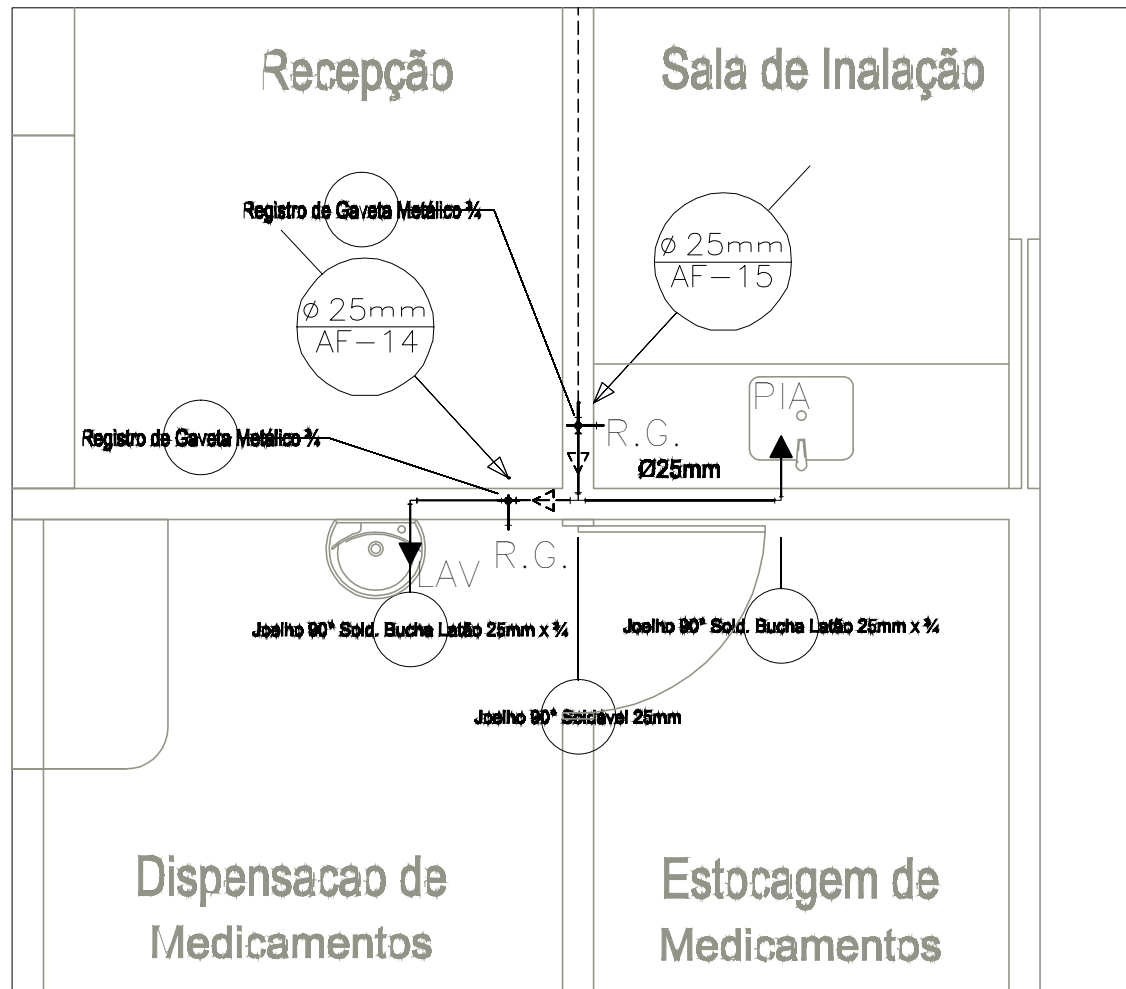 Recepção
Sala de Inalação
Registro de Gaveta Metálico ¾
ø 25mm
AF-15
ø 25mm
AF-14
PIA
Registro de Gaveta Metálico ¾
R.G.
Ø25mm
R.G.
LAV
Joelho 90° Sold. Bucha Latão 25mm x ¾
Joelho 90° Sold. Bucha Latão 25mm x ¾
Joelho 90° Soldável 25mm
Dispensacao de
Medicamentos
Estocagem de
Medicamentos